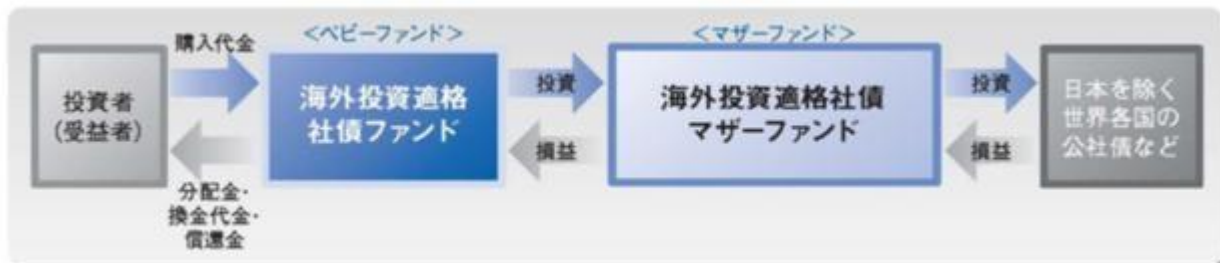 購入代金
<ベビーファンド>
<マザーファンド>
投資者
(受益者)
海外投資適格
社債ファンド
投資
海外投資適格社債
マザーファンド
投資
日本を除く
世界各国の
公社債など
損益
損益
分配金・
換金代金・
償還金